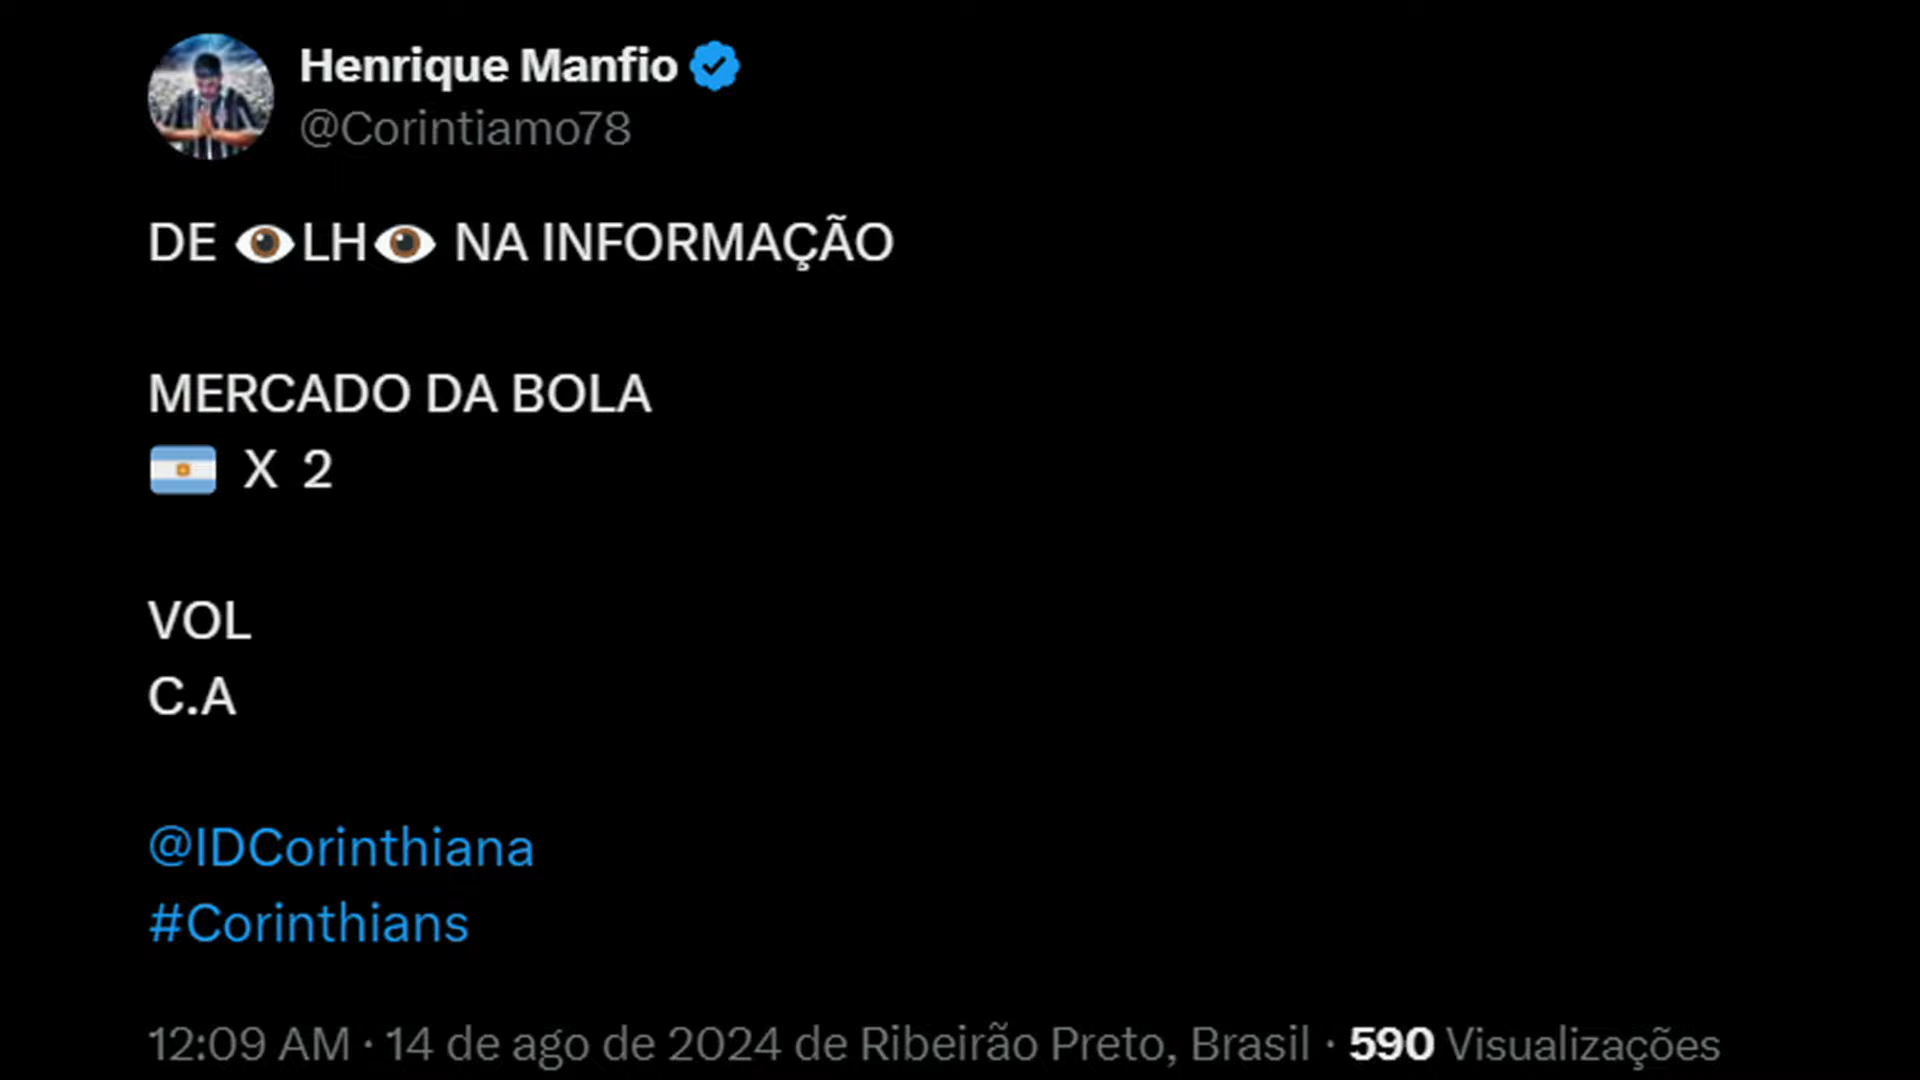 Henrique Manfio
@Corintiamo78
DE 👁LH👁 NA INFORMAÇÃO
MERCADO DA BOLA
🇦🇷 X 2
VOL
C.A
@IDCorinthiana
#Corinthians
12:09 AM · 14 de ago de 2024 de Ribeirão Preto, Brasil · 590 Visualizações